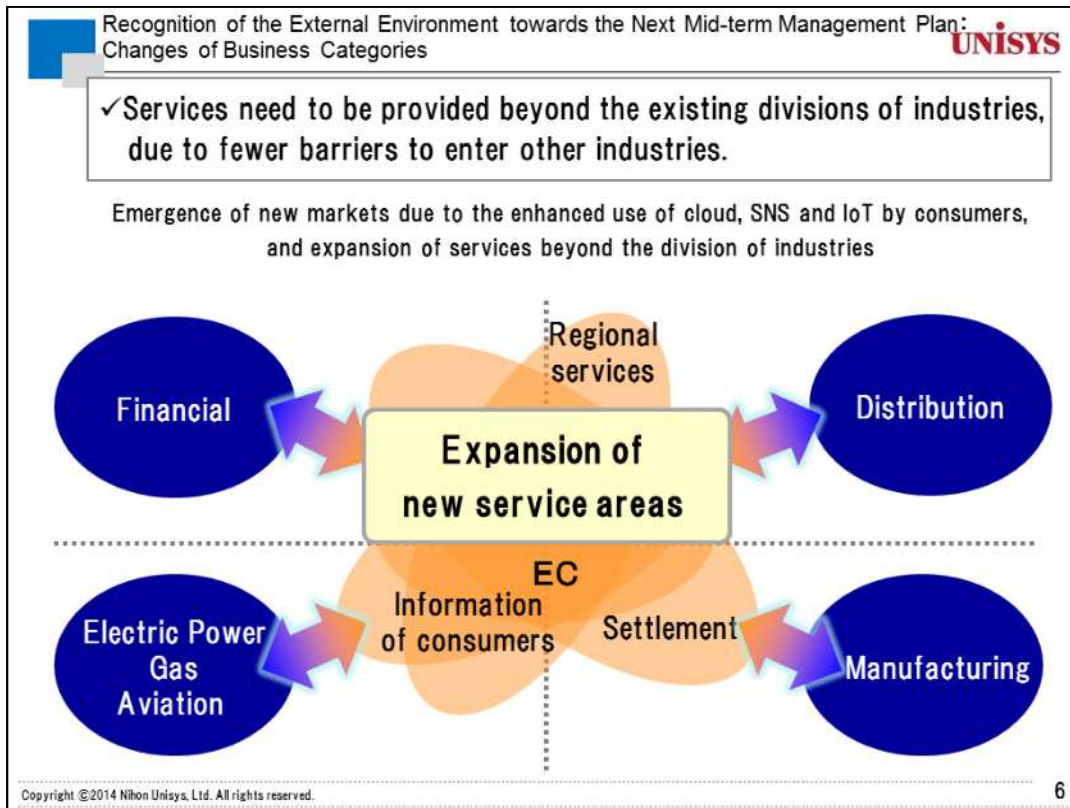 Recognition of the External Environment towards the Next Mid-term Management Plan:
Changes of Business Categories
UNISYS
✓Services need to be provided beyond the existing divisions of industries,
due to fewer barriers to enter other industries.
Emergence of new markets due to the enhanced use of cloud, SNS and IoT by consumers,
and expansion of services beyond the division of industries
Regional
services
Financial
Distribution
Expansion of
new service areas
EC
Information
of consumers
Settlement
Electric Power
Gas
Aviation
Manufacturing
Copyright ©2014 Nihon Unisys, Ltd. All rights reserved.
6